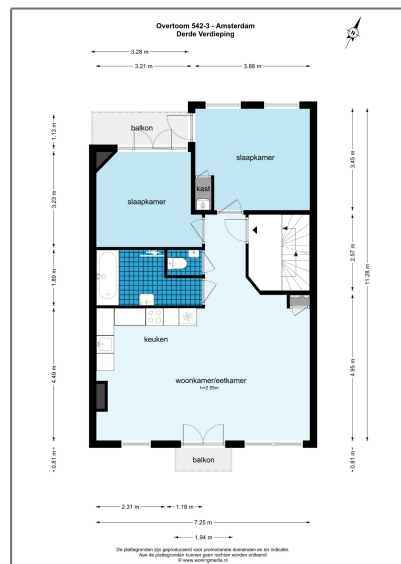 Overtoom 542-3 - Amsterdam
Derde Verdieping
3.28 m
3.21 m
3.88 m
balkon
1.13 m
3.45 m
slaapkamer
kast
3.23 m
slaapkamer
2.57 m
11.28 m
1.89 m
keuken
4.49 m
4.95 m
woonkamer/eetkamer
h=2.55m
balkon
0.81 m
0.81 m
2.31 m
1.18 m
7.25 m
1.94 m
De plattegronden zijn geproduceerd voor promotionele doeleinden en ter indicatie.
Aan de plattegronden kunnen geen rechten worden ontleend
© www.woningmedia.nl